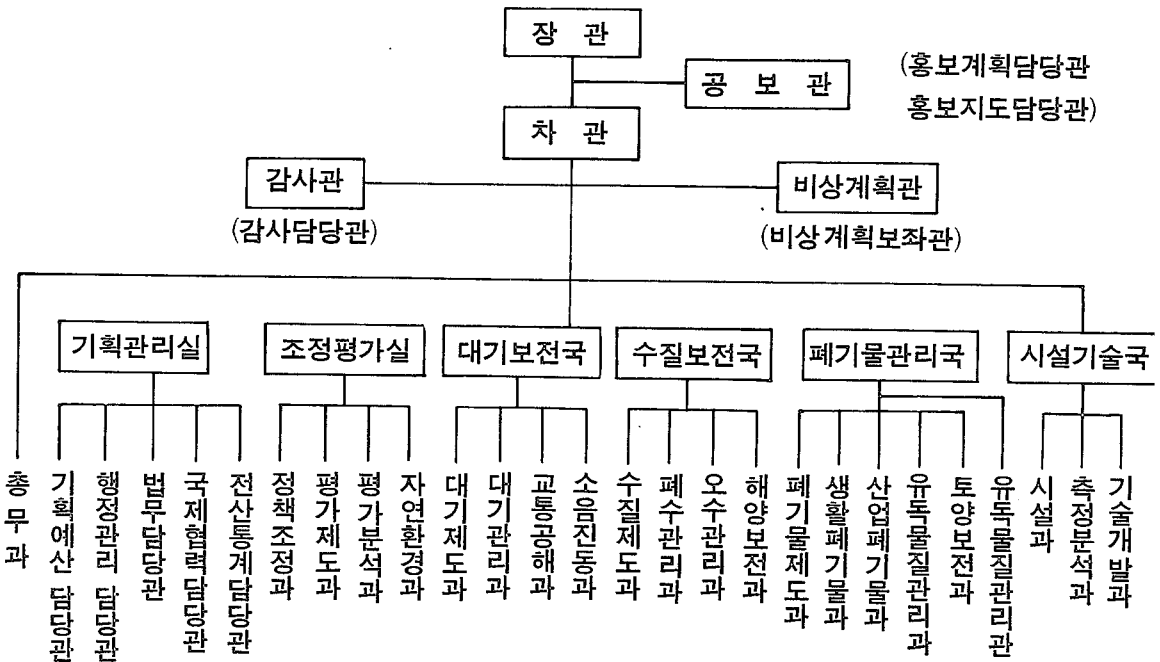 장 관
공 보 관
(홍보계획담당관
홍보지도담당관)
차 관
감사관
(감사담당관)
비상계획관
(비상계획보좌관)
기획관리실
조정평가실
대기보전국
수질보전국
폐기물관리국
시설기술국
총무과
기획예산 담당관
행정관리 담당관
법무담당관
국제협력담당관
전산통계담당관
정책조정과
평가제도과
평가분석과
자연환경과
대기제도과
대기관리과
교통공해과
소음진동과
수질제도과
폐수관리과
오수관리과
해양보전과
폐기물제도과
생활폐기물과
산업폐기물과
유독물질관리과
토양보전과
유독물질관리관
시설과
측정분석과
기술개발과